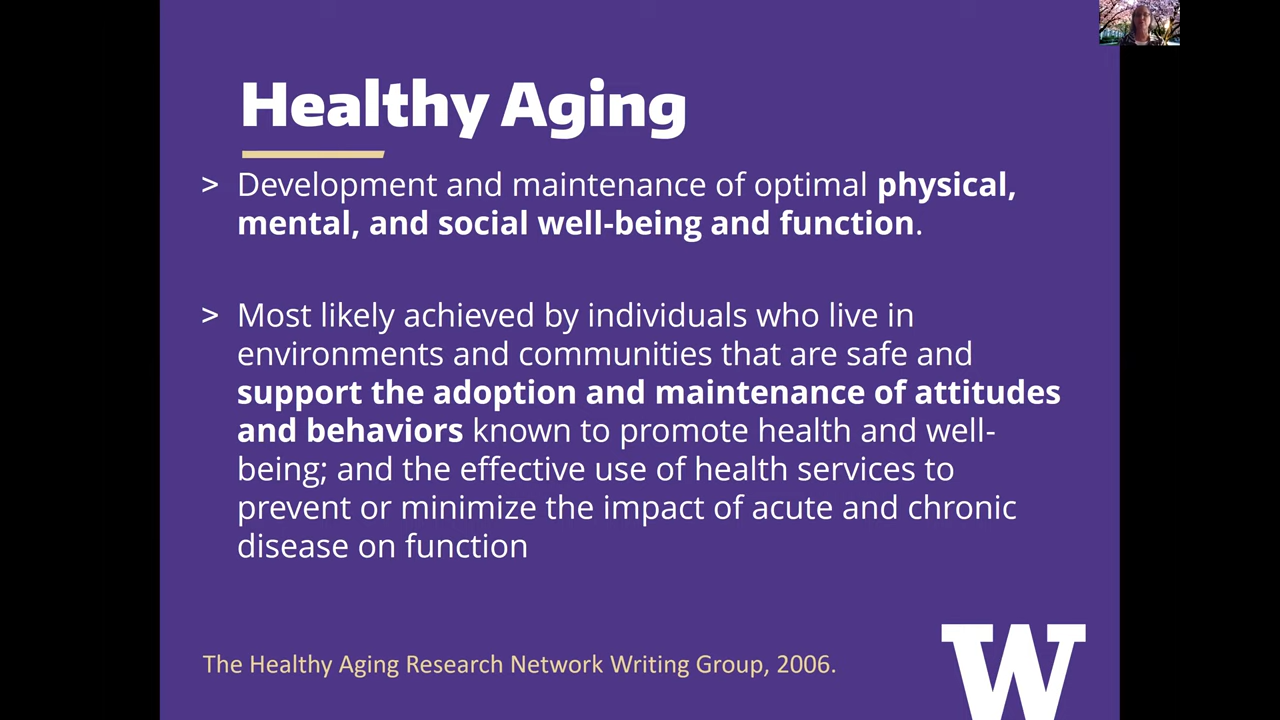 Healthy Aging
> Development and maintenance of optimal physical,
mental, and social well-being and function.
> Most likely achieved by individuals who live in
environments and communities that are safe and
support the adoption and maintenance of attitudes
and behaviors known to promote health and well-
being; and the effective use of health services to
prevent or minimize the impact of acute and chronic
disease on function
The Healthy Aging Research Network Writing Group, 2006.
W